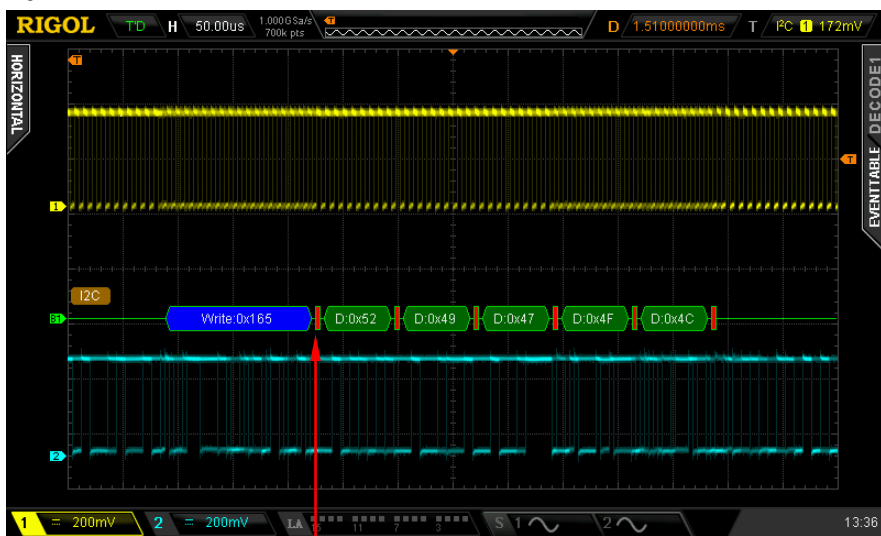 RIGOL T'D H 50.00us 1.000GSa/s 700k pts D 1.51000000ms T I²C 1 172mV
HORIZONTAL
T
T
DECODE1
EVENTTABLE
1
I2C
B1 Write:0x165 D:0x52 D:0x49 D:0x47 D:0x4F D:0x4C
2
1 = 200mV 2 = 200mV LA 15 11 7 3 S 1 2 13:36